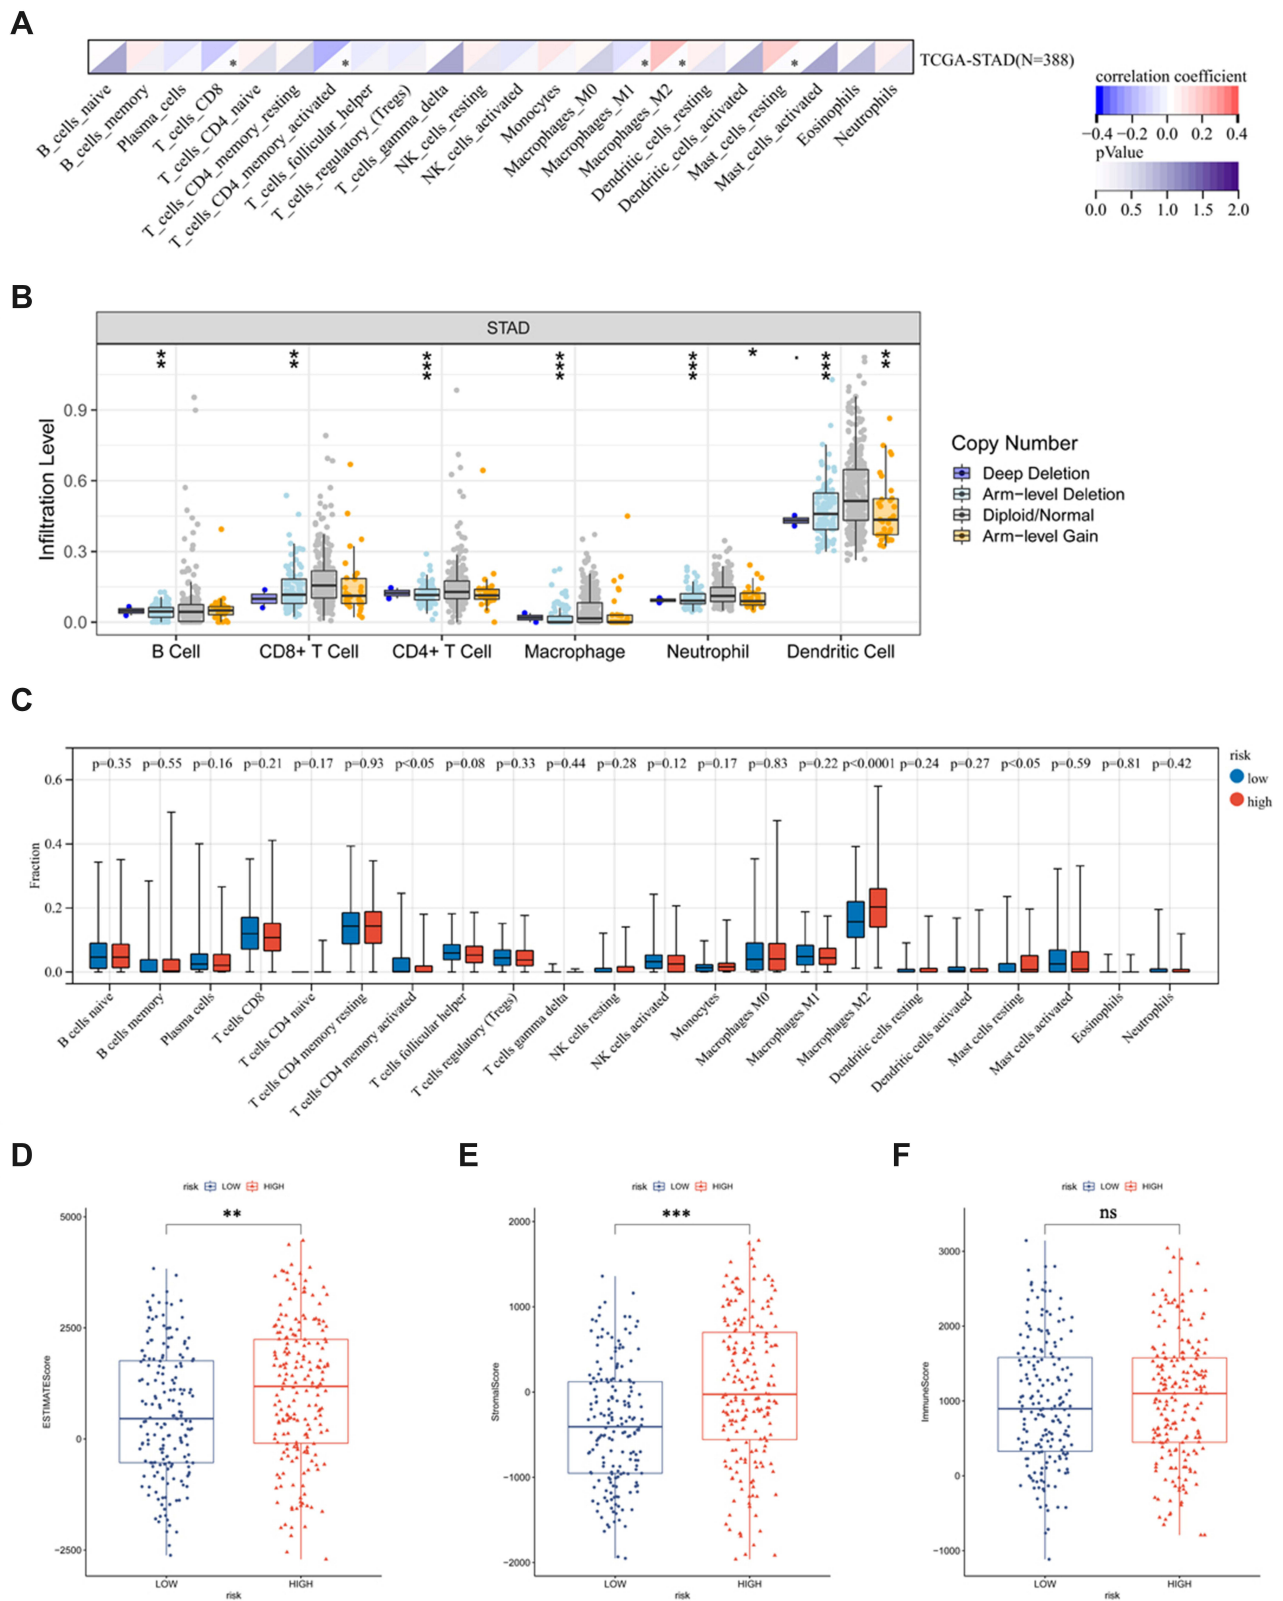 A
* * * * *
TCGA-STAD(N=388)
correlation coefficient
−0.4 −0.2 0.0 0.2 0.4
pValue
0.0 0.5 1.0 1.5 2.0
B_cells_naive
B_cells_memory
Plasma_cells
T_cells_CD8
T_cells_CD4_naive
T_cells_CD4_memory_resting
T_cells_CD4_memory_activated
T_cells_follicular_helper
T_cells_regulatory_(Tregs)
T_cells_gamma_delta
NK_cells_resting
NK_cells_activated
Monocytes
Macrophages_M0
Macrophages_M1
Macrophages_M2
Dendritic_cells_resting
Dendritic_cells_activated
Mast_cells_resting
Mast_cells_activated
Eosinophils
Neutrophils
B
STAD
** ** *** *** *** * . *** **
Infiltration Level
0.9
0.6
0.3
0.0
B Cell CD8+ T Cell CD4+ T Cell Macrophage Neutrophil Dendritic Cell
Copy Number
Deep Deletion
Arm−level Deletion
Diploid/Normal
Arm−level Gain
C
p=0.35 p=0.55 p=0.16 p=0.21 p=0.17 p=0.93 p<0.05 p=0.08 p=0.33 p=0.44 p=0.28 p=0.12 p=0.17 p=0.83 p=0.22 p<0.0001 p=0.24 p=0.27 p<0.05 p=0.59 p=0.81 p=0.42
risk
low
high
Fraction
0.6
0.4
0.2
0.0
B cells naive
B cells memory
Plasma cells
T cells CD8
T cells CD4 naive
T cells CD4 memory resting
T cells CD4 memory activated
T cells follicular helper
T cells regulatory (Tregs)
T cells gamma delta
NK cells resting
NK cells activated
Monocytes
Macrophages M0
Macrophages M1
Macrophages M2
Dendritic cells resting
Dendritic cells activated
Mast cells resting
Mast cells activated
Eosinophils
Neutrophils
D
risk LOW HIGH
**
ESTIMATEScore
5000
2500
0
−2500
LOW HIGH
risk
E
risk LOW HIGH
***
StromalScore
2000
1000
0
−1000
−2000
LOW HIGH
risk
F
risk LOW HIGH
ns
ImmuneScore
3000
2000
1000
0
−1000
LOW HIGH
risk